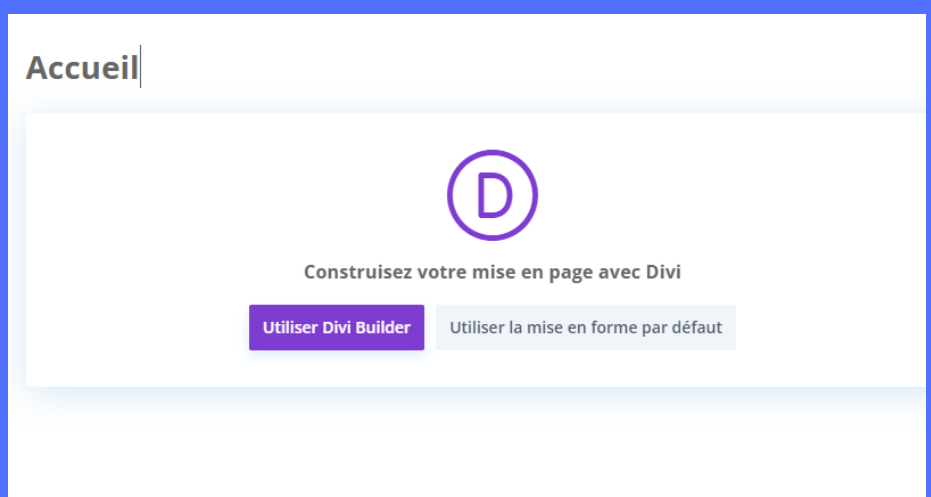 Accueil
D
Construisez votre mise en page avec Divi
Utiliser Divi Builder
Utiliser la mise en forme par défaut